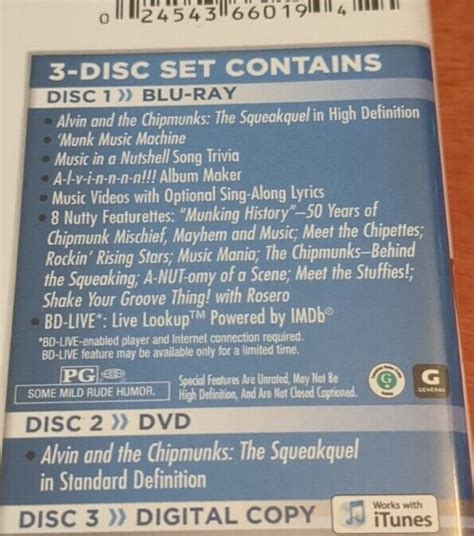 0 24543 66019 4
3-DISC SET CONTAINS
DISC 1 》 BLU-RAY
• Alvin and the Chipmunks: The Squeakquel in High Definition
• 'Munk Music Machine
• Music in a Nutshell Song Trivia
• A-l-v-i-n-n-n-n!!! Album Maker
• Music Videos with Optional Sing-Along Lyrics
• 8 Nutty Featurettes: "Munking History"–50 Years of
Chipmunk Mischief, Mayhem and Music; Meet the Chipettes;
Rockin' Rising Stars; Music Mania; The Chipmunks–Behind
the Squeaking; A-NUT-omy of a Scene; Meet the Stuffies!;
Shake Your Groove Thing! with Rosero
• BD-LIVE*: Live Lookup™ Powered by IMDb®
*BD-LIVE-enabled player and Internet connection required.
BD-LIVE feature may be available only for a limited time.
PG
SOME MILD RUDE HUMOR.
Special Features Are Unrated, May Not Be
High Definition, And Are Not Closed Captioned.
G
G
GENERAL
DISC 2 》 DVD
• Alvin and the Chipmunks: The Squeakquel
in Standard Definition
DISC 3 》 DIGITAL COPY
Works with
iTunes